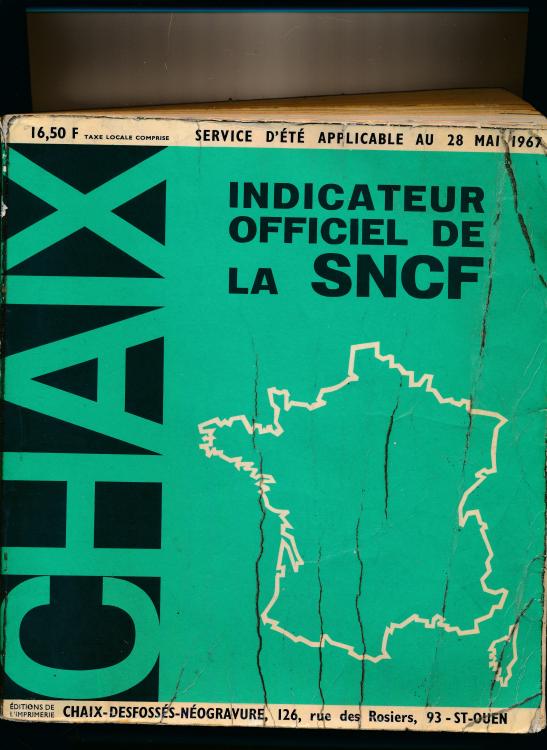 16,50 F TAXE LOCALE COMPRISE SERVICE D'ÉTÉ APPLICABLE AU 28 MAI 1967
CHAIX
INDICATEUR
OFFICIEL DE
LA SNCF
ÉDITIONS DE
L'IMPRIMERIE CHAIX-DESFOSSÉS-NÉOGRAVURE, 126, rue des Rosiers, 93 - ST-OUEN